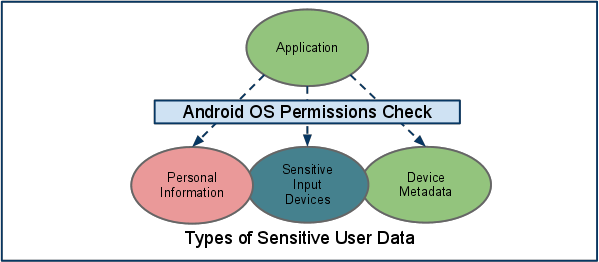 Application
Android OS Permissions Check
Personal
Information
Sensitive
Input
Devices
Device
Metadata
Types of Sensitive User Data